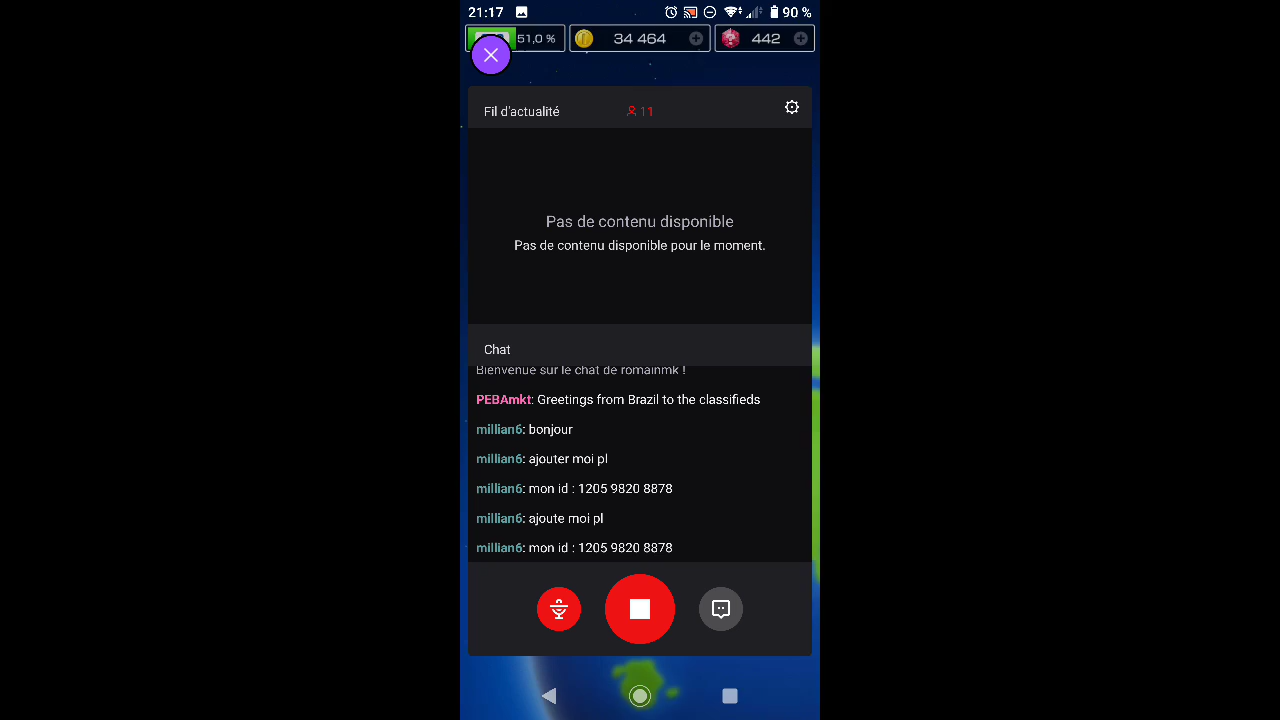 21:17
90 %
51,0 %
34 464
442
Fil d'actualité
11
Pas de contenu disponible
Pas de contenu disponible pour le moment.
Chat
Bienvenue sur le chat de romainmk !
PEBAmkt: Greetings from Brazil to the classifieds
millian6: bonjour
millian6: ajouter moi pl
millian6: mon id : 1205 9820 8878
millian6: ajoute moi pl
millian6: mon id : 1205 9820 8878